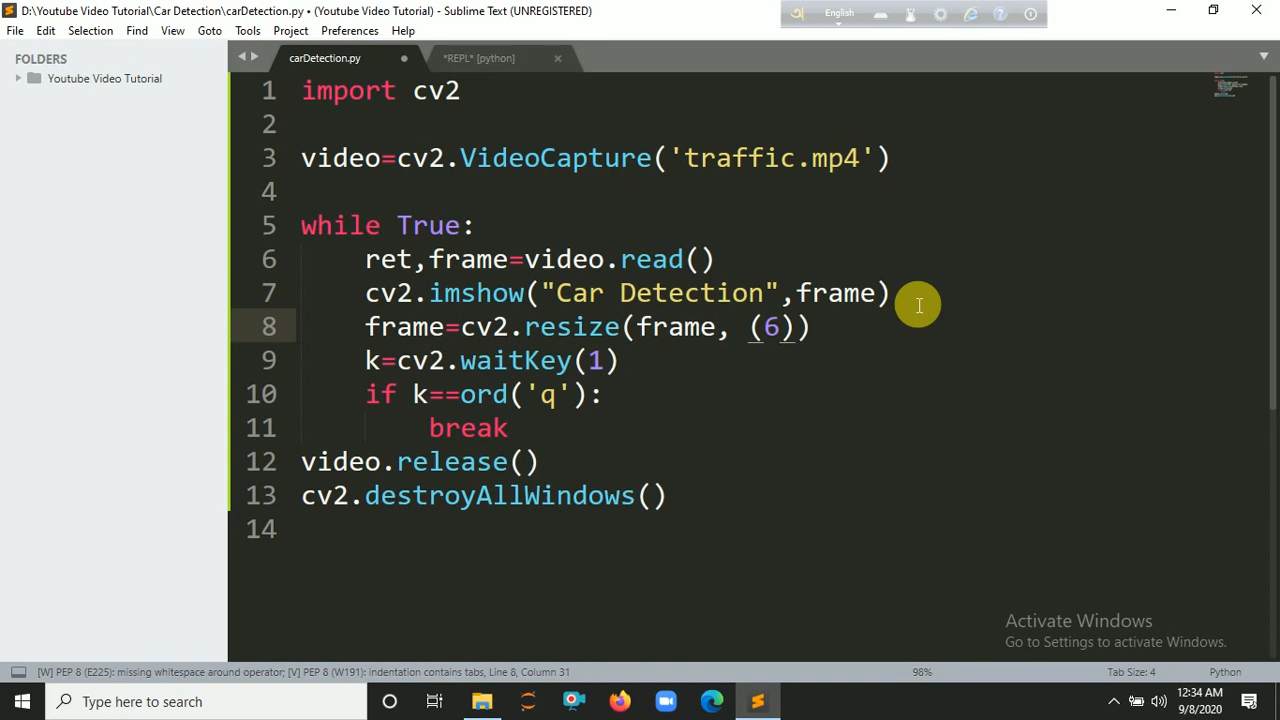 D:\Youtube Video Tutorial\Car Detection\carDetection.py • (Youtube Video Tutorial) - Sublime Text (UNREGISTERED)
English
File Edit Selection Find View Goto Tools Project Preferences Help
FOLDERS
Youtube Video Tutorial
carDetection.py
*REPL* [python]
1 import cv2
2
3 video=cv2.VideoCapture('traffic.mp4')
4
5 while True:
6 ret,frame=video.read()
7 cv2.imshow("Car Detection",frame)
8 frame=cv2.resize(frame, (6))
9 k=cv2.waitKey(1)
10 if k==ord('q'):
11 break
12 video.release()
13 cv2.destroyAllWindows()
14
Activate Windows
Go to Settings to activate Windows.
[W] PEP 8 (E225): missing whitespace around operator; [V] PEP 8 (W191): indentation contains tabs, Line 8, Column 31
98%
Tab Size: 4
Python
Type here to search
12:34 AM
9/8/2020